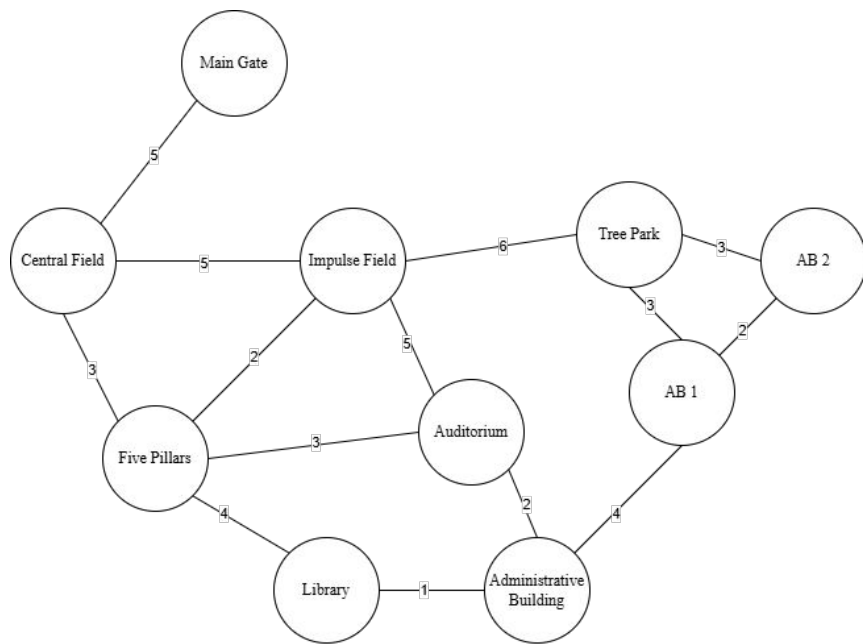 Main Gate
5
Central Field
5
Impulse Field
6
Tree Park
3
AB 2
3
2
5
3
2
AB 1
Five Pillars
3
Auditorium
4
2
4
Library
1
Administrative
Building